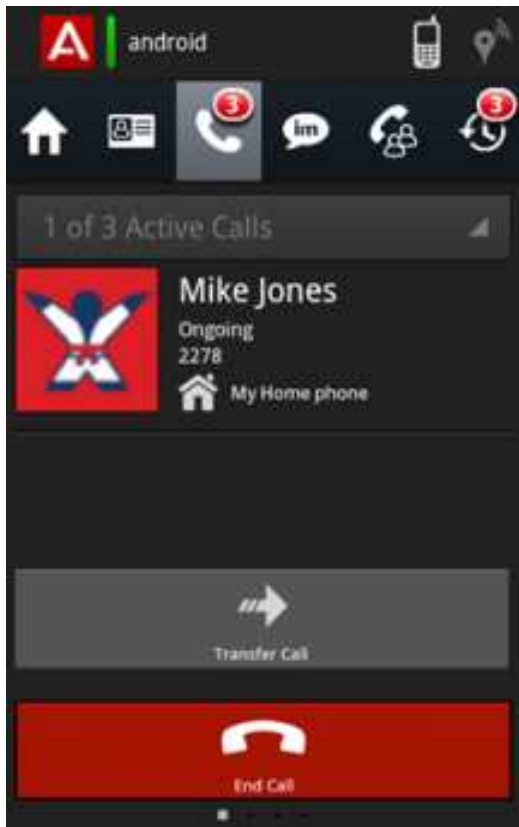 android
3
im
3
1 of 3 Active Calls
Mike Jones
Ongoing
2278
My Home phone
Transfer Call
End Call